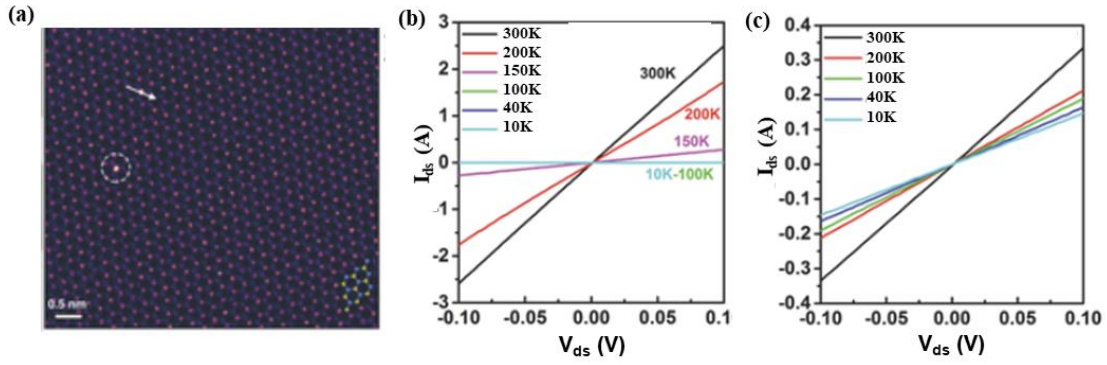 (a)
0.5 nm
(b)
I_ds (A)
3
2
1
0
-1
-2
-3
300K
200K
150K
100K
40K
10K
300K
200K
150K
10K-100K
-0.10
-0.05
0.00
0.05
0.1
V_ds (V)
(c)
I_ds (A)
0.4
0.3
0.2
0.1
0.0
-0.1
-0.2
-0.3
-0.4
300K
200K
100K
40K
10K
-0.10
-0.05
0.00
0.05
0.10
V_ds (V)